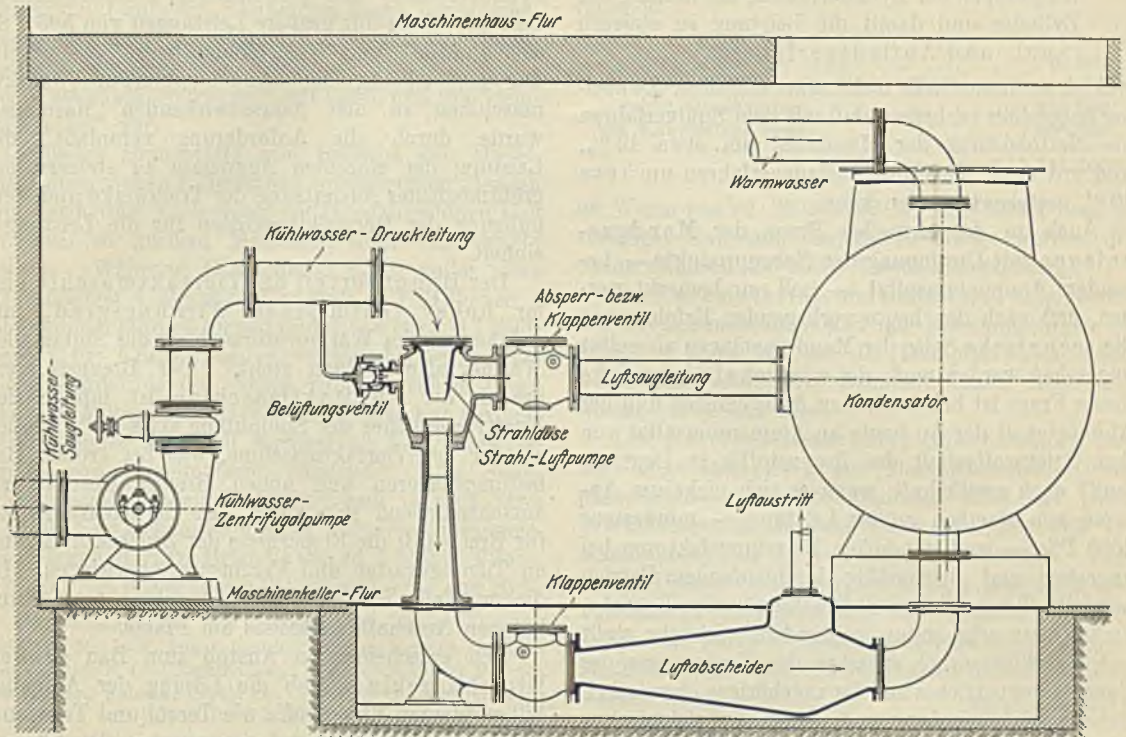 Maschinenhaus-Flur
Warmwasser
Kühlwasser-Druckleitung
Absperr-bezw.
Klappenventil
Luftsaugleitung
Kondensator
Belüftungsventil
Strahldüse
Strahl-Luftpumpe
Kühlwasser-
Saugleitung
Kühlwasser-
Zentrifugalpumpe
Luftaustritt
Maschinenkeller-Flur
Klappenventil
Luftabscheider